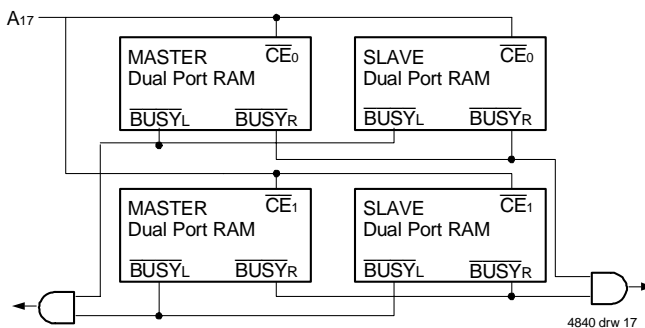 A17
MASTER
Dual Port RAM
CE0
BUSYL
BUSYR
SLAVE
Dual Port RAM
CE0
BUSYL
BUSYR
MASTER
Dual Port RAM
CE1
BUSYL
BUSYR
SLAVE
Dual Port RAM
CE1
BUSYL
BUSYR
4840 drw 17